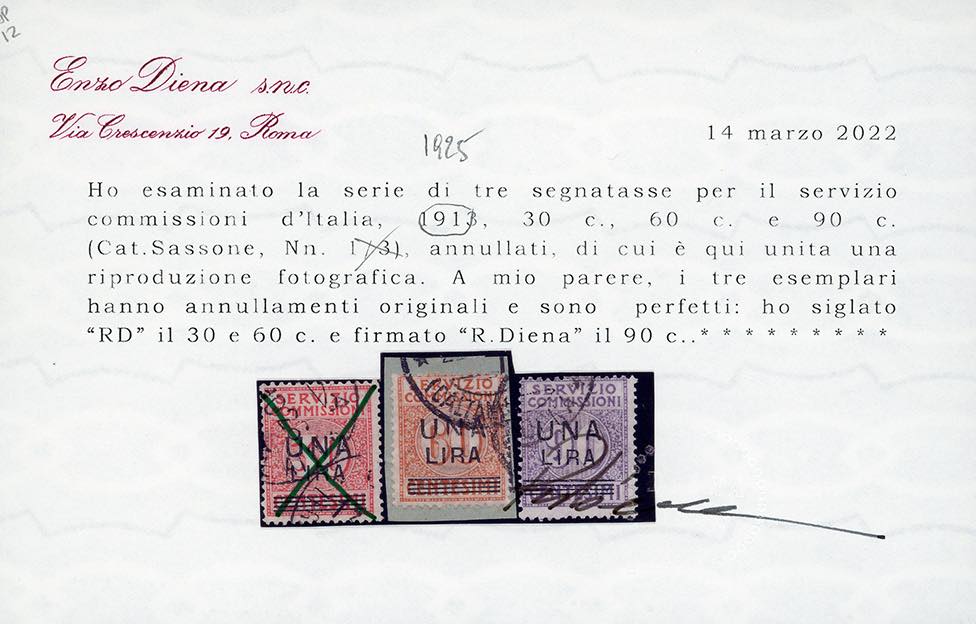 12
Enzo Diena s.n.c.
Via Crescenzio 19, Roma
14 marzo 2022
1925
Ho esaminato la serie di tre segnatasse per il servizio
commissioni d'Italia, 1913, 30 c., 60 c. e 90 c.
(Cat.Sassone, Nn. 1/3), annullati, di cui è qui unita una
riproduzione fotografica. A mio parere, i tre esemplari
hanno annullamenti originali e sono perfetti: ho siglato
“RD” il 30 e 60 c. e firmato “R.Diena” il 90 c..* * * * * * * * *
SERVIZIO
COMMISSIONI
UNA
LIRA
SERVIZIO
COMMISSIONI
UNA
LIRA
CENTESIMI
SERVIZIO
COMMISSIONI
UNA
LIRA